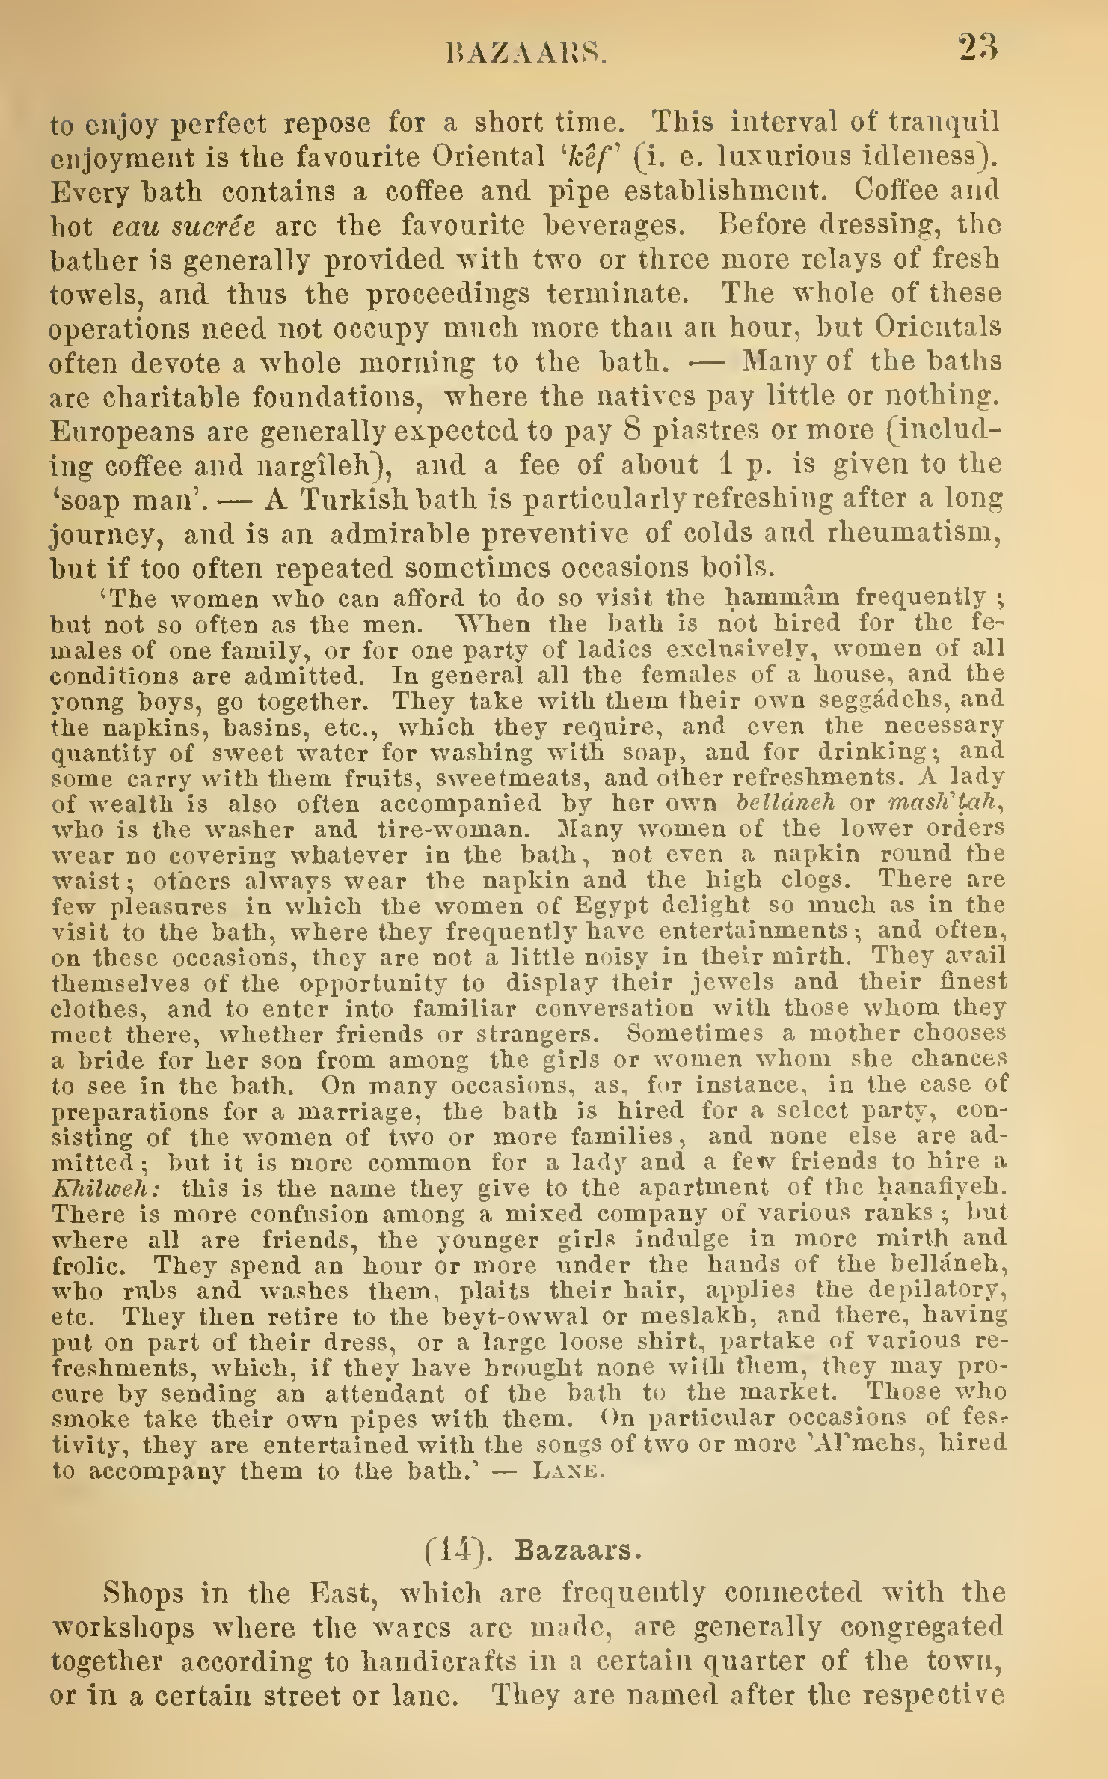 BAZAARS. 23
to enjoy perfect repose for a short time. This interval of tranquil
enjoyment is the favourite Oriental ‘kêf’ (i. e. luxurious idleness).
Every bath contains a coffee and pipe establishment. Coffee and
hot eau sucrée are the favourite beverages. Before dressing, the
bather is generally provided with two or three more relays of fresh
towels, and thus the proceedings terminate. The whole of these
operations need not occupy much more than an hour, but Orientals
often devote a whole morning to the bath. — Many of the baths
are charitable foundations, where the natives pay little or nothing.
Europeans are generally expected to pay 8 piastres or more (includ-
ing coffee and nargîleh), and a fee of about 1 p. is given to the
‘soap man’. — A Turkish bath is particularly refreshing after a long
journey, and is an admirable preventive of colds and rheumatism,
but if too often repeated sometimes occasions boils.
‘The women who can afford to do so visit the ḥammâm frequently;
but not so often as the men. When the bath is not hired for the fe-
males of one family, or for one party of ladies exclusively, women of all
conditions are admitted. In general all the females of a house, and the
young boys, go together. They take with them their own seggádehs, and
the napkins, basins, etc., which they require, and even the necessary
quantity of sweet water for washing with soap, and for drinking; and
some carry with them fruits, sweetmeats, and other refreshments. A lady
of wealth is also often accompanied by her own belláneh or mash'ṭah,
who is the washer and tire-woman. Many women of the lower orders
wear no covering whatever in the bath, not even a napkin round the
waist; others always wear the napkin and the high clogs. There are
few pleasures in which the women of Egypt delight so much as in the
visit to the bath, where they frequently have entertainments; and often,
on these occasions, they are not a little noisy in their mirth. They avail
themselves of the opportunity to display their jewels and their finest
clothes, and to enter into familiar conversation with those whom they
meet there, whether friends or strangers. Sometimes a mother chooses
a bride for her son from among the girls or women whom she chances
to see in the bath. On many occasions, as, for instance, in the case of
preparations for a marriage, the bath is hired for a select party, con-
sisting of the women of two or more families, and none else are ad-
mitted; but it is more common for a lady and a few friends to hire a
Khilweh: this is the name they give to the apartment of the ḥanafîyeh.
There is more confusion among a mixed company of various ranks; but
where all are friends, the younger girls indulge in more mirth and
frolic. They spend an hour or more under the hands of the belláneh,
who rubs and washes them, plaits their hair, applies the depilatory,
etc. They then retire to the beyt-owwal or meslakh, and there, having
put on part of their dress, or a large loose shirt, partake of various re-
freshments, which, if they have brought none with them, they may pro-
cure by sending an attendant of the bath to the market. Those who
smoke take their own pipes with them. On particular occasions of fes-
tivity, they are entertained with the songs of two or more 'Al'mehs, hired
to accompany them to the bath.’ — LANE.
(14). Bazaars.
Shops in the East, which are frequently connected with the
workshops where the wares are made, are generally congregated
together according to handicrafts in a certain quarter of the town,
or in a certain street or lane. They are named after the respective